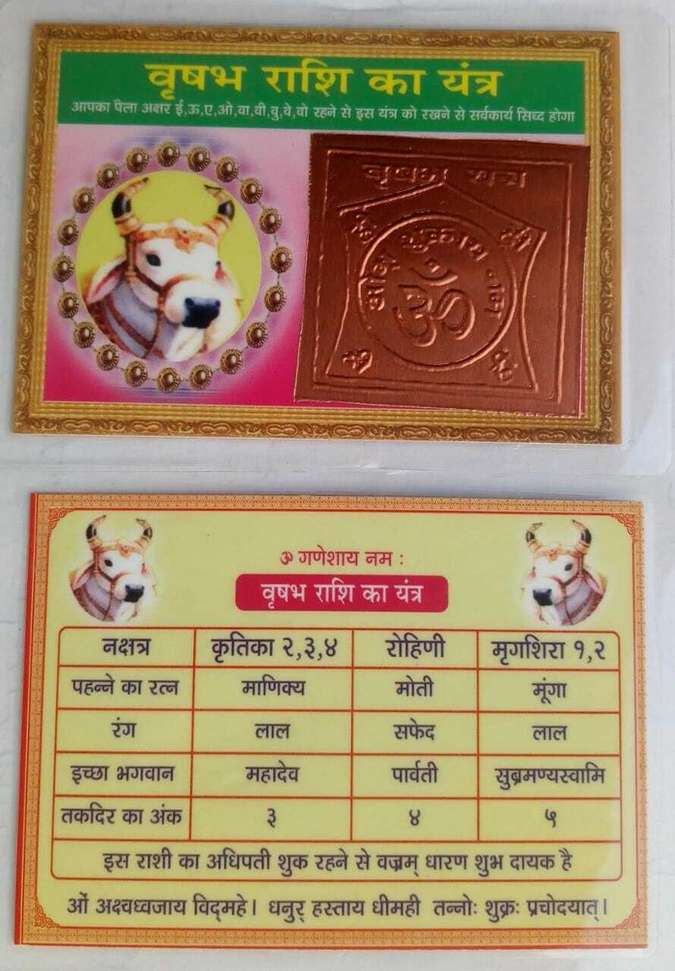 वृषभ राशि का यंत्र
आपका पैला अक्षर ई,ऊ,ए,ओ,वा,वी,वु,वे,वो रहने से इस यंत्र को रखने से सर्वकार्य सिध्द होगा
वृषभ यंत्र
ॐ
ॐ गणेशाय नम :
वृषभ राशि का यंत्र
नक्षत्र कृतिका २,३,४ रोहिणी मृगशिरा १,२
पहन्ने का रत्न माणिक्य मोती मूंगा
रंग लाल सफेद लाल
इच्छा भगवान महादेव पार्वती सुब्रमण्यस्वामि
तकदिर का अंक ३ ४ ५
इस राशी का अधिपती शुक रहने से वज्रम् धारण शुभ दायक है
ओं अक्ष्वध्वजाय विद्महे। धनुर् हस्ताय धीमही तन्नोः शुक्रः प्रचोदयात्।